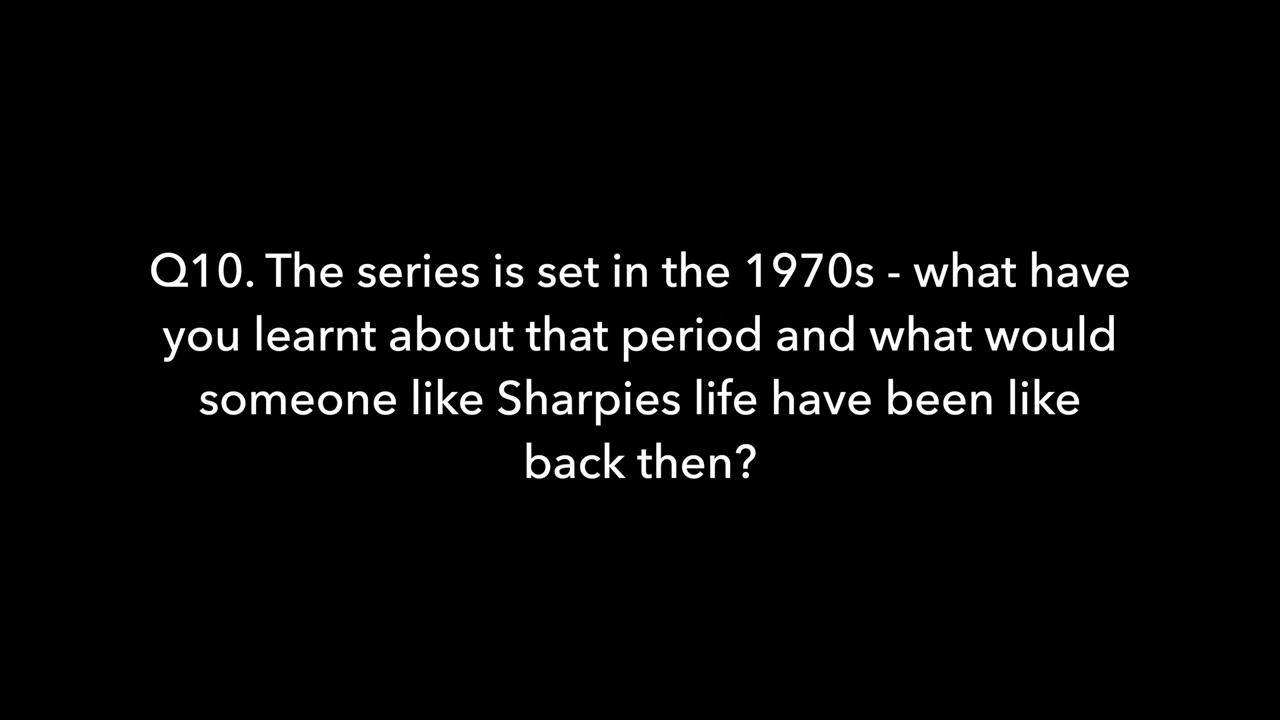 Q10. The series is set in the 1970s - what have
you learnt about that period and what would
someone like Sharpies life have been like
back then?